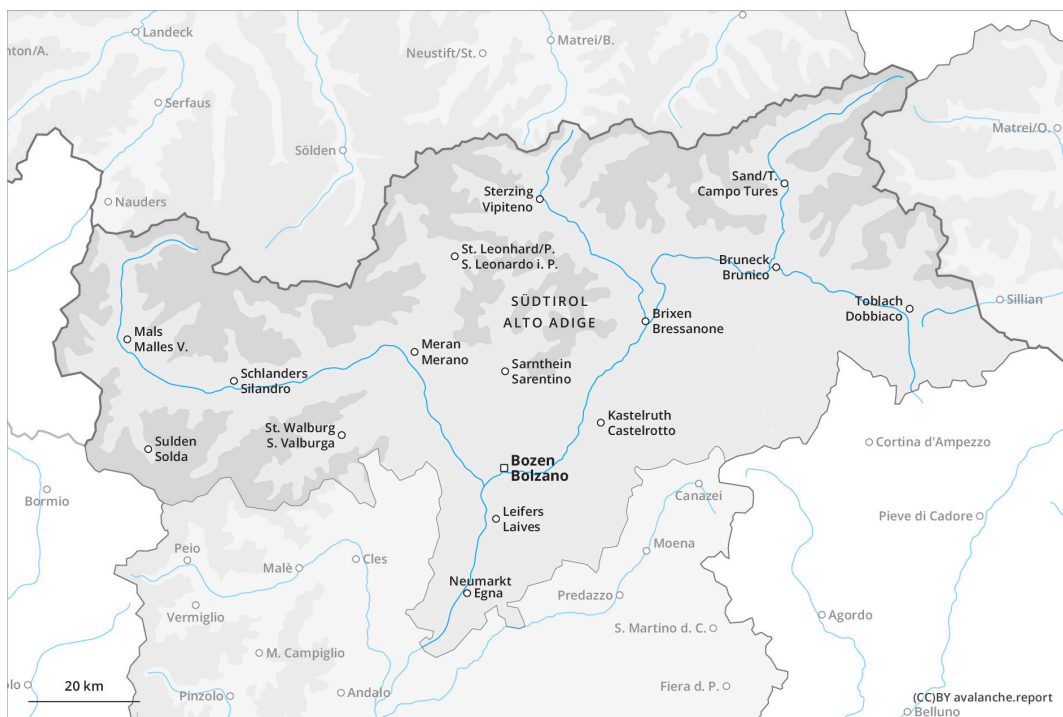 Landeck
Matrei/B.
nton/A.
Neustift/St.
Serfaus
Matrei/O.
Sölden
Sand/T.
Campo Tures
Sterzing
Vipiteno
Nauders
St. Leonhard/P.
S. Leonardo i. P.
Bruneck
Brunico
SÜDTIROL
ALTO ADIGE
Toblach
Dobbiaco
Sillian
Brixen
Bressanone
Mals
Malles V.
Meran
Merano
Schlanders
Silandro
Sarnthein
Sarentino
Kastelruth
Castelrotto
St. Walburg
S. Valburga
Sulden
Solda
Cortina d'Ampezzo
Bozen
Bolzano
Bormio
Canazei
Leifers
Laives
Pieve di Cadore
Peio
Malè
Cles
Moena
Neumarkt
Egna
Predazzo
Vermiglio
Agordo
S. Martino d. C.
M. Campiglio
olo
20 km
Pinzolo
Andalo
Fiera d. P.
(CC)BY avalanche.report
Belluno